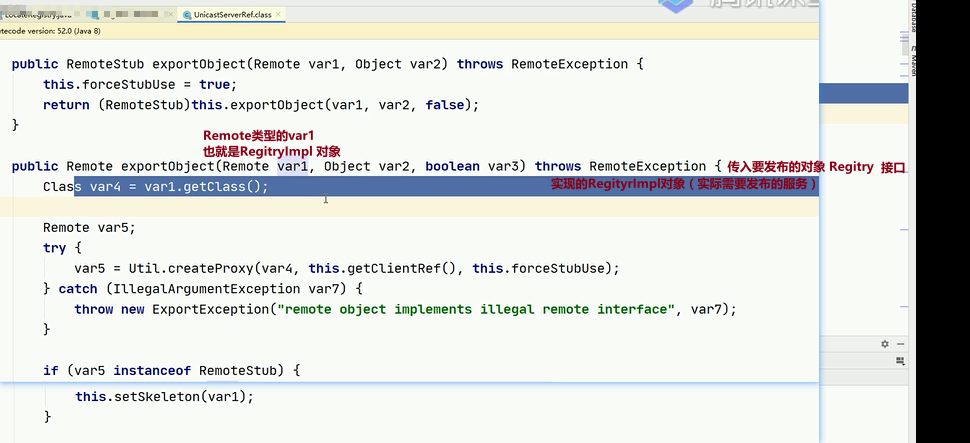 LocateRegistry.java
UnicastServerRef.class
tecode version: 52.0 (Java 8)
public RemoteStub exportObject(Remote var1, Object var2) throws RemoteException {
this.forceStubUse = true;
return (RemoteStub)this.exportObject(var1, var2, false);
}
Remote类型的var1
也就是RegitryImpl 对象
public Remote exportObject(Remote var1, Object var2, boolean var3) throws RemoteException {
传入要发布的对象 Regitry 接口
Class var4 = var1.getClass();
实现的RegityrImpl对象（实际需要发布的服务）
Remote var5;
try {
var5 = Util.createProxy(var4, this.getClientRef(), this.forceStubUse);
} catch (IllegalArgumentException var7) {
throw new ExportException("remote object implements illegal remote interface", var7);
}
if (var5 instanceof RemoteStub) {
this.setSkeleton(var1);
}
Database
Maven